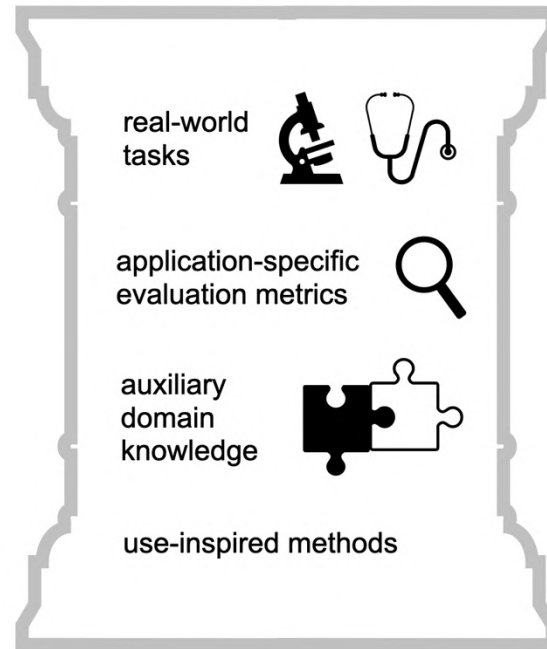 real-world
tasks
application-specific
evaluation metrics
auxiliary
domain
knowledge
use-inspired methods